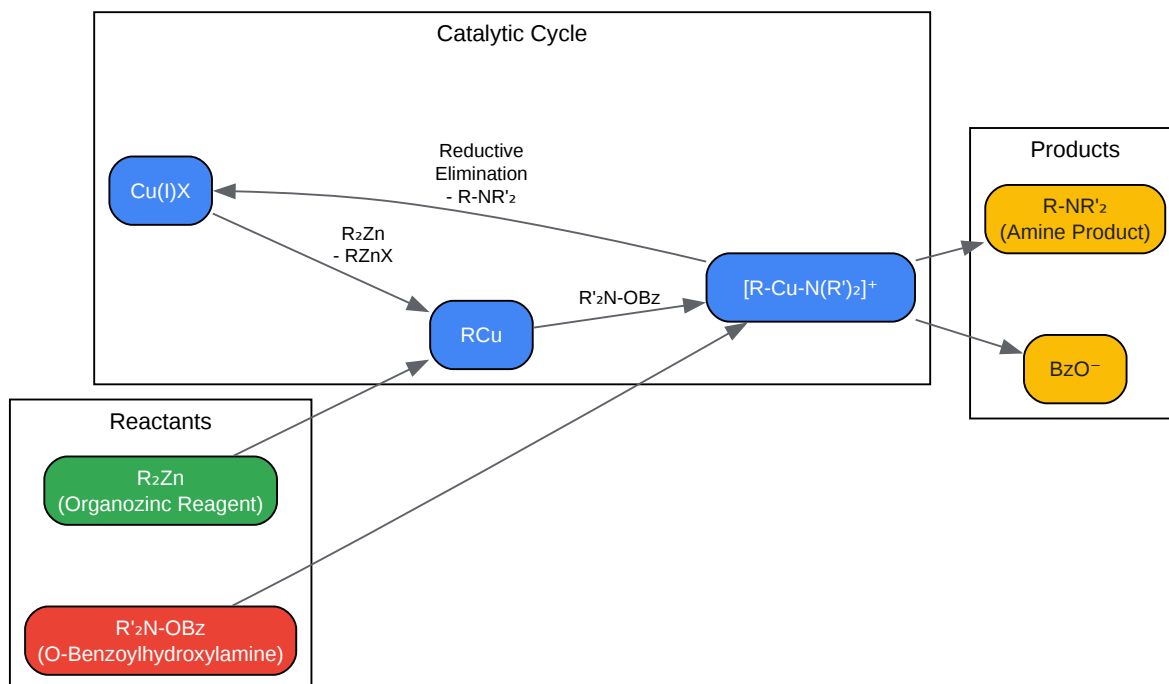 Catalytic Cycle
Cu(I)X
Reductive
Elimination
- R-NR'₂
R₂Zn
- RZnX
RCu
R'₂N-OBz
[R-Cu-N(R')₂]⁺
Products
R-NR'₂
(Amine Product)
BzO⁻
Reactants
R₂Zn
(Organozinc Reagent)
R'₂N-OBz
(O-Benzoylhydroxylamine)